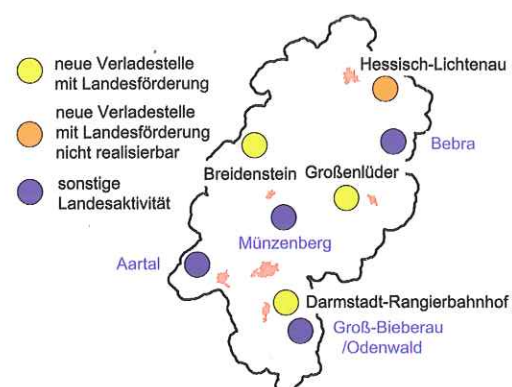 neue Verladestelle
mit Landesförderung
neue Verladestelle
mit Landesförderung
nicht realisierbar
sonstige
Landesaktivität
Hessisch-Lichtenau
Bebra
Breidenstein
Großenlüder
Münzenberg
Aartal
Darmstadt-Rangierbahnhof
Groß-Bieberau
/Odenwald